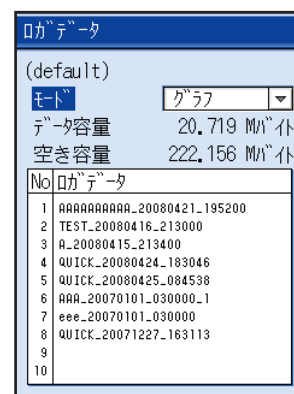 ロガデータ
(default)
モード グラフ
データ容量 20.719 Mバイト
空き容量 222.156 Mバイト
No ロガデータ
1 AAAAAAAAAA_20080421_195200
2 TEST_20080416_213000
3 A_20080415_213400
4 QUICK_20080424_183046
5 QUICK_20080425_084538
6 AAA_20070101_030000_1
7 eee_20070101_030000
8 QUICK_20071227_163113
9
10